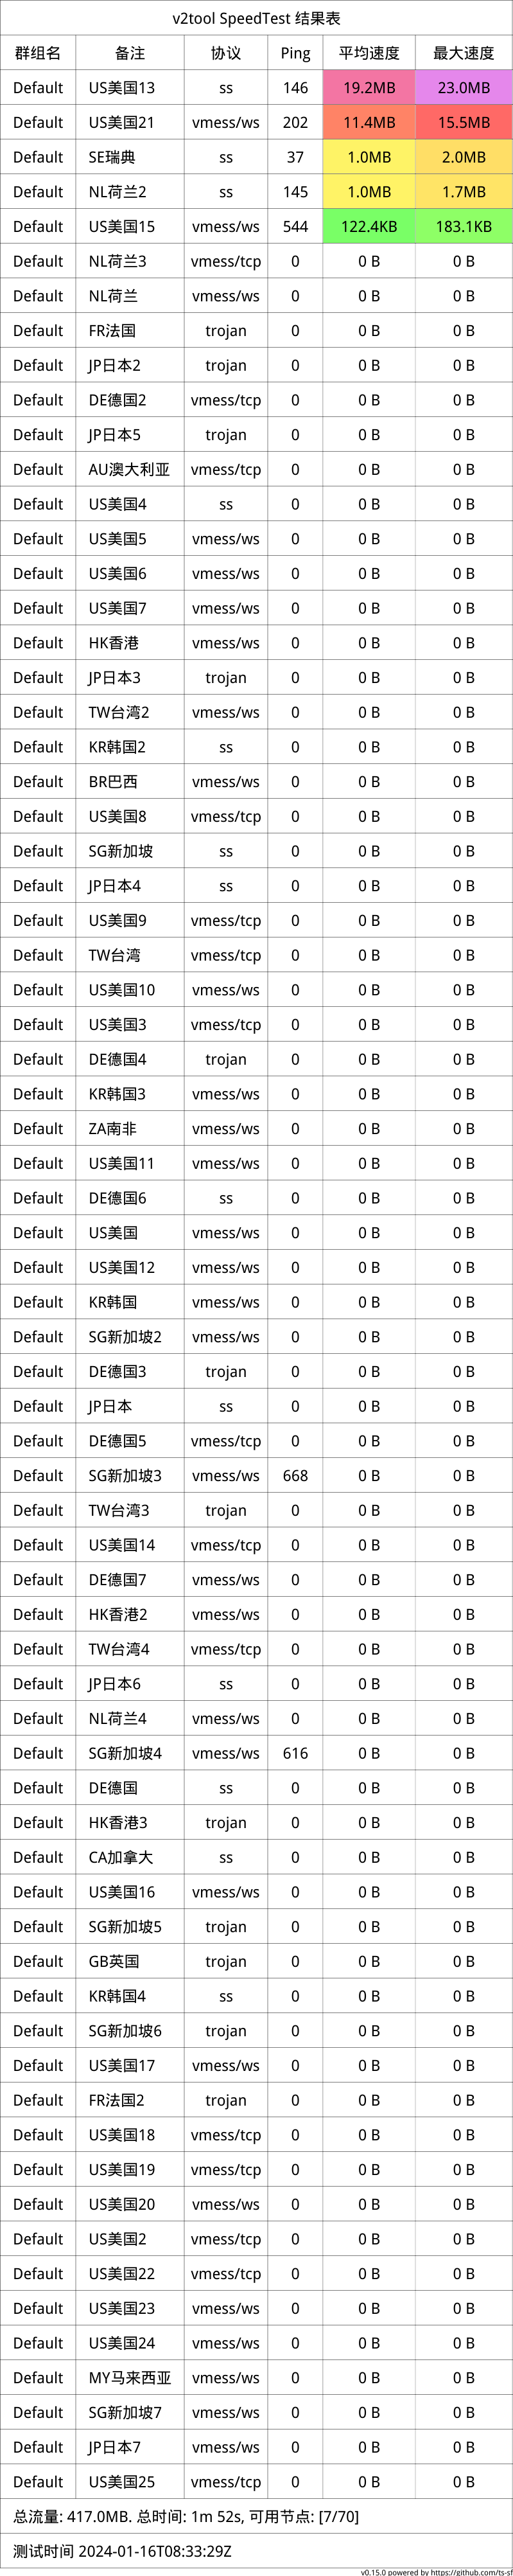 v2tool SpeedTest 结果表
群组名 备注 协议 Ping 平均速度 最大速度
Default US美国13 ss 146 19.2MB 23.0MB
Default US美国21 vmess/ws 202 11.4MB 15.5MB
Default SE瑞典 ss 37 1.0MB 2.0MB
Default NL荷兰2 ss 145 1.0MB 1.7MB
Default US美国15 vmess/ws 544 122.4KB 183.1KB
Default NL荷兰3 vmess/tcp 0 0 B 0 B
Default NL荷兰 vmess/ws 0 0 B 0 B
Default FR法国 trojan 0 0 B 0 B
Default JP日本2 trojan 0 0 B 0 B
Default DE德国2 vmess/tcp 0 0 B 0 B
Default JP日本5 trojan 0 0 B 0 B
Default AU澳大利亚 vmess/tcp 0 0 B 0 B
Default US美国4 ss 0 0 B 0 B
Default US美国5 vmess/ws 0 0 B 0 B
Default US美国6 vmess/ws 0 0 B 0 B
Default US美国7 vmess/ws 0 0 B 0 B
Default HK香港 vmess/ws 0 0 B 0 B
Default JP日本3 trojan 0 0 B 0 B
Default TW台湾2 vmess/ws 0 0 B 0 B
Default KR韩国2 ss 0 0 B 0 B
Default BR巴西 vmess/ws 0 0 B 0 B
Default US美国8 vmess/tcp 0 0 B 0 B
Default SG新加坡 ss 0 0 B 0 B
Default JP日本4 ss 0 0 B 0 B
Default US美国9 vmess/tcp 0 0 B 0 B
Default TW台湾 vmess/tcp 0 0 B 0 B
Default US美国10 vmess/ws 0 0 B 0 B
Default US美国3 vmess/tcp 0 0 B 0 B
Default DE德国4 trojan 0 0 B 0 B
Default KR韩国3 vmess/ws 0 0 B 0 B
Default ZA南非 vmess/ws 0 0 B 0 B
Default US美国11 vmess/ws 0 0 B 0 B
Default DE德国6 ss 0 0 B 0 B
Default US美国 vmess/ws 0 0 B 0 B
Default US美国12 vmess/ws 0 0 B 0 B
Default KR韩国 vmess/ws 0 0 B 0 B
Default SG新加坡2 vmess/ws 0 0 B 0 B
Default DE德国3 trojan 0 0 B 0 B
Default JP日本 ss 0 0 B 0 B
Default DE德国5 vmess/tcp 0 0 B 0 B
Default SG新加坡3 vmess/ws 668 0 B 0 B
Default TW台湾3 trojan 0 0 B 0 B
Default US美国14 vmess/tcp 0 0 B 0 B
Default DE德国7 vmess/ws 0 0 B 0 B
Default HK香港2 vmess/ws 0 0 B 0 B
Default TW台湾4 vmess/tcp 0 0 B 0 B
Default JP日本6 ss 0 0 B 0 B
Default NL荷兰4 vmess/ws 0 0 B 0 B
Default SG新加坡4 vmess/ws 616 0 B 0 B
Default DE德国 ss 0 0 B 0 B
Default HK香港3 trojan 0 0 B 0 B
Default CA加拿大 ss 0 0 B 0 B
Default US美国16 vmess/ws 0 0 B 0 B
Default SG新加坡5 trojan 0 0 B 0 B
Default GB英国 trojan 0 0 B 0 B
Default KR韩国4 ss 0 0 B 0 B
Default SG新加坡6 trojan 0 0 B 0 B
Default US美国17 vmess/ws 0 0 B 0 B
Default FR法国2 trojan 0 0 B 0 B
Default US美国18 vmess/tcp 0 0 B 0 B
Default US美国19 vmess/tcp 0 0 B 0 B
Default US美国20 vmess/ws 0 0 B 0 B
Default US美国2 vmess/tcp 0 0 B 0 B
Default US美国22 vmess/tcp 0 0 B 0 B
Default US美国23 vmess/ws 0 0 B 0 B
Default US美国24 vmess/ws 0 0 B 0 B
Default MY马来西亚 vmess/ws 0 0 B 0 B
Default SG新加坡7 vmess/ws 0 0 B 0 B
Default JP日本7 vmess/ws 0 0 B 0 B
Default US美国25 vmess/tcp 0 0 B 0 B
总流量: 417.0MB. 总时间: 1m 52s, 可用节点: [7/70]
测试时间 2024-01-16T08:33:29Z
v0.15.0 powered by https://github.com/ts-sf